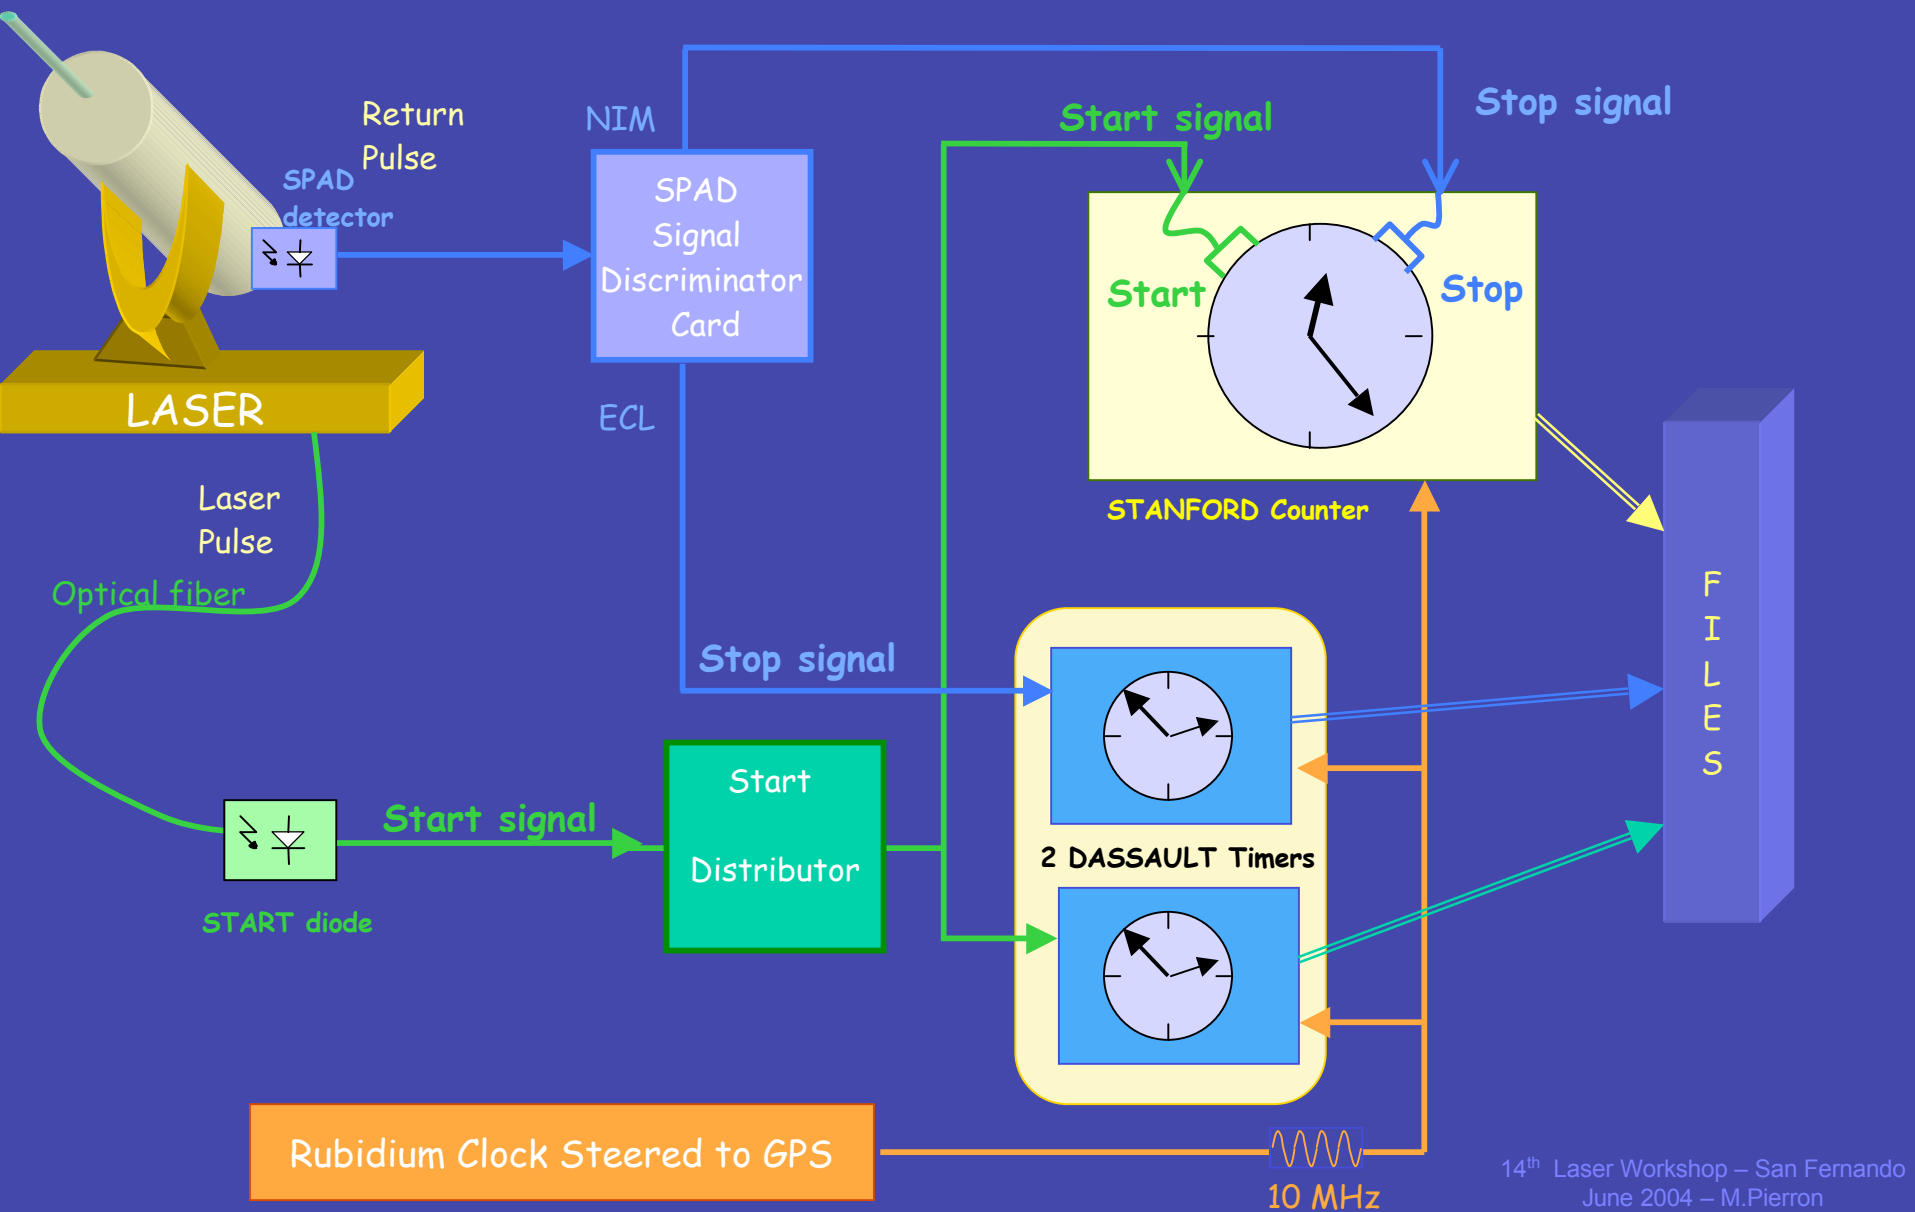 Return
Pulse
SPAD
detector
LASER
NIM
SPAD
Signal
Discriminator
Card
ECL
Start signal
Stop signal
Start
Stop
STANFORD Counter
Laser
Pulse
Optical fiber
Stop signal
Start signal
START diode
Start
Distributor
2 DASSAULT Timers
F
I
L
E
S
Rubidium Clock Steered to GPS
10 MHz
14th Laser Workshop – San Fernando
June 2004 – M.Pierron